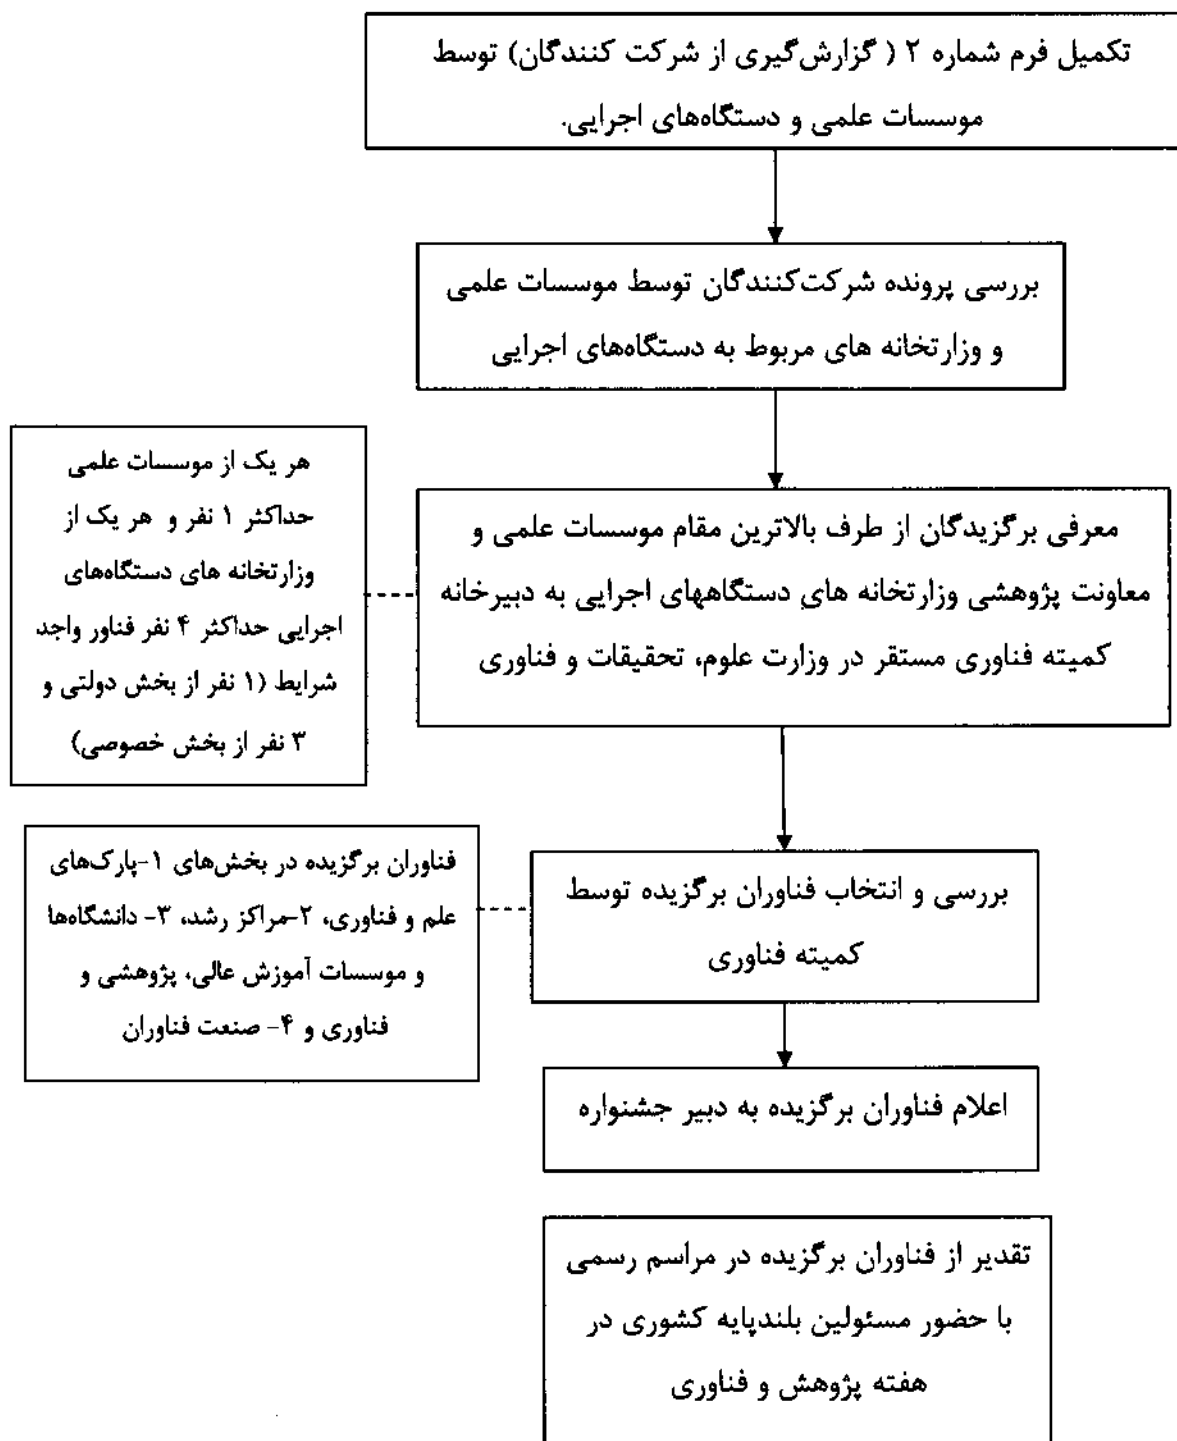 تکمیل فرم شماره ۲ ( گزارش‌گیری از شرکت کنندگان) توسط
موسسات علمی و دستگاه‌های اجرایی.
بررسی پرونده شرکت‌کنندگان توسط موسسات علمی
و وزارتخانه های مربوط به دستگاه‌های اجرایی
معرفی برگزیدگان از طرف بالاترین مقام موسسات علمی و
معاونت پژوهشی وزارتخانه های دستگاههای اجرایی به دبیرخانه
کمیته فناوری مستقر در وزارت علوم، تحقیقات و فناوری
هر یک از موسسات علمی
حداکثر ۱ نفر و هر یک از
وزارتخانه های دستگاه‌های
اجرایی حداکثر ۴ نفر فناور واجد
شرایط (۱ نفر از بخش دولتی و
۳ نفر از بخش خصوصی)
بررسی و انتخاب فناوران برگزیده توسط
کمیته فناوری
فناوران برگزیده در بخش‌های ۱-پارک‌های
علم و فناوری، ۲-مراکز رشد، ۳- دانشگاه‌ها
و موسسات آموزش عالی، پژوهشی و
فناوری و ۴- صنعت فناوران
اعلام فناوران برگزیده به دبیر جشنواره
تقدیر از فناوران برگزیده در مراسم رسمی
با حضور مسئولین بلندپایه کشوری در
هفته پژوهش و فناوری